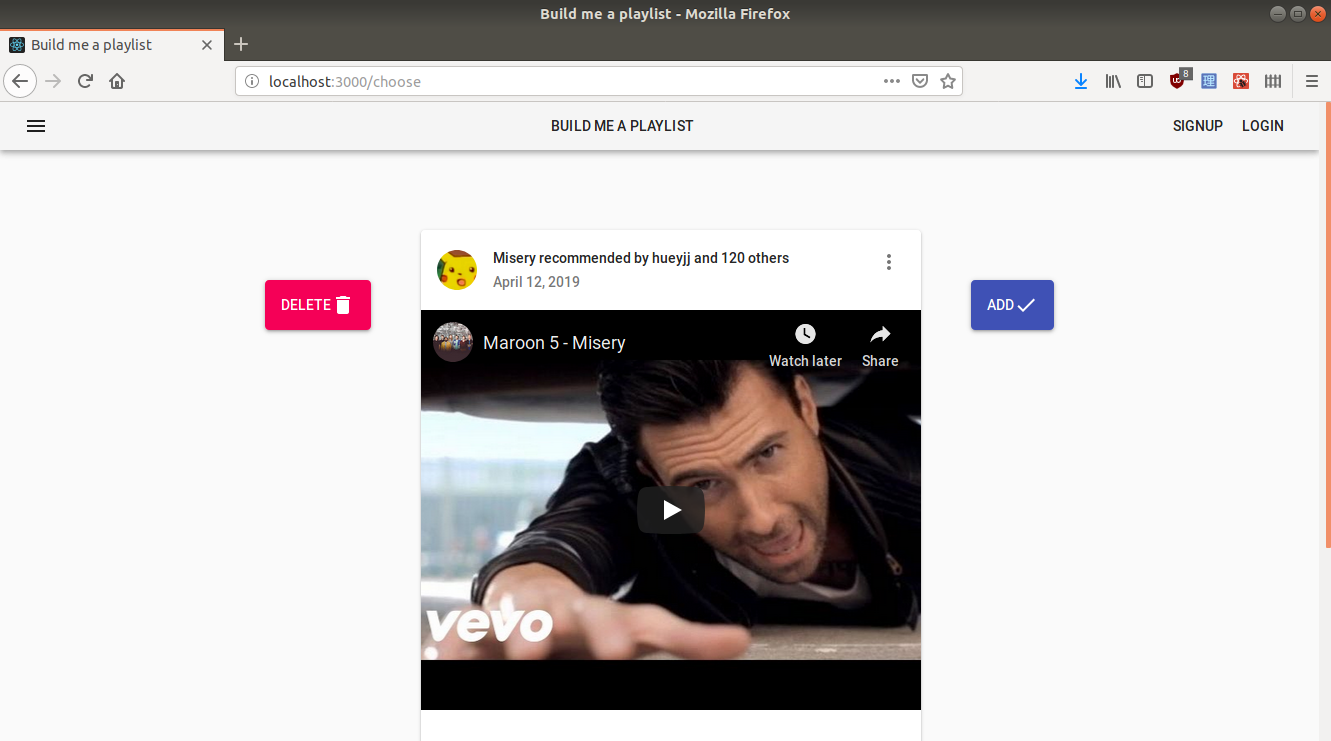 Build me a playlist - Mozilla Firefox
Build me a playlist
localhost:3000/choose
8
理
BUILD ME A PLAYLIST
SIGNUP LOGIN
Misery recommended by hueyjj and 120 others
April 12, 2019
DELETE
ADD
Maroon 5 - Misery
Watch later
Share
vevo